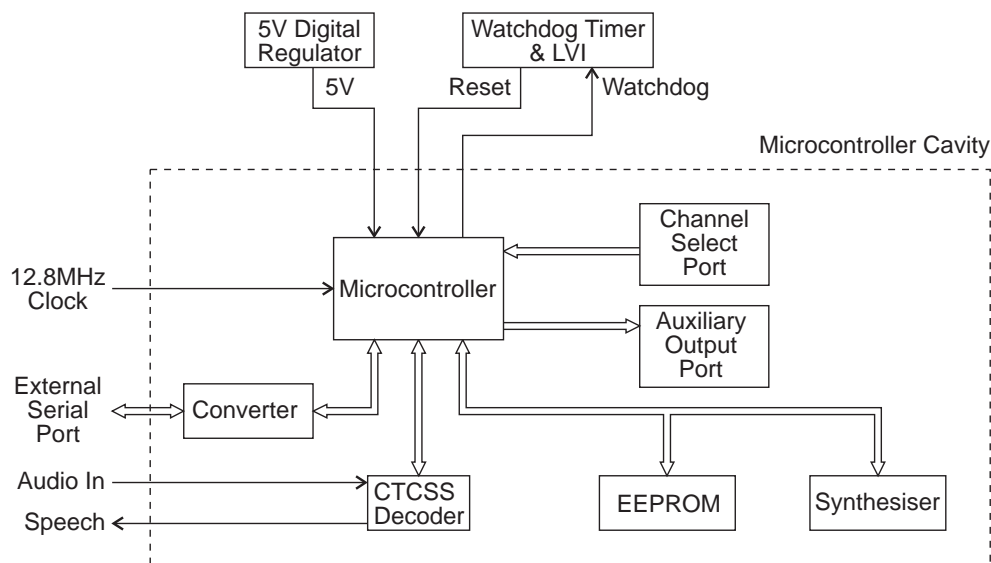 5V Digital
Regulator
Watchdog Timer
& LVI
5V
Reset
Watchdog
Microcontroller Cavity
Channel
Select
Port
12.8MHz
Clock
Microcontroller
Auxiliary
Output
Port
External
Serial
Port
Converter
Audio In
Speech
CTCSS
Decoder
EEPROM
Synthesiser